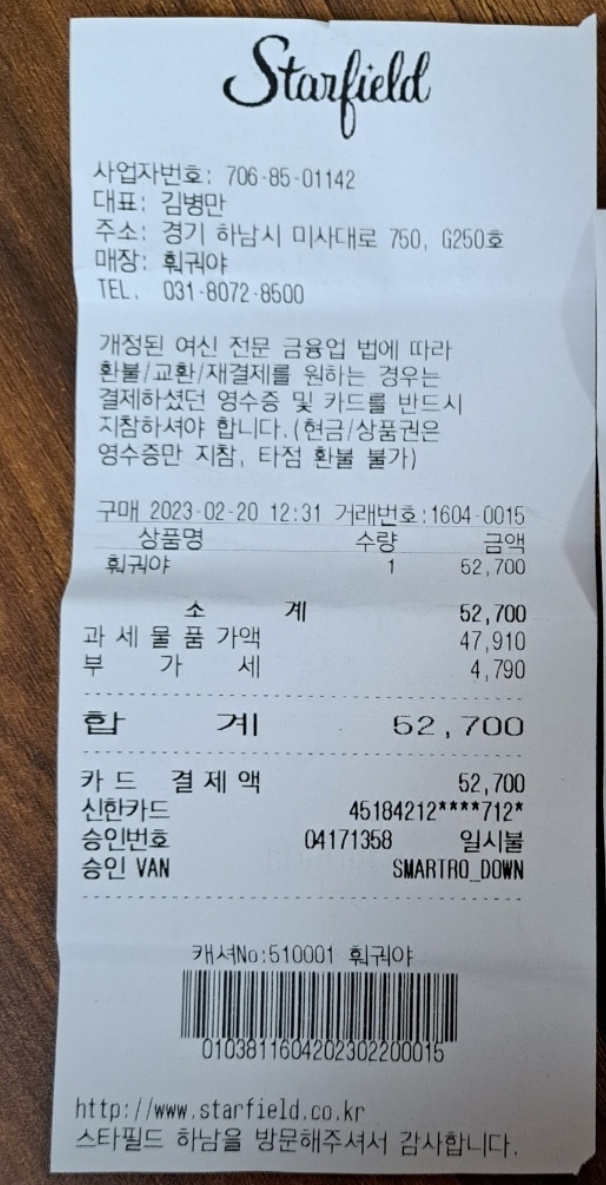 Starfield
사업자번호: 706-85-01142
대표: 김병만
주소: 경기 하남시 미사대로 750, G250호
매장: 훠궈야
TEL. 031-8072-8500
개정된 여신 전문 금융업 법에 따라
환불/교환/재결제를 원하는 경우는
결제하셨던 영수증 및 카드를 반드시
지참하셔야 합니다.(현금/상품권은
영수증만 지참, 타점 환불 불가)
구매 2023-02-20 12:31 거래번호:1604-0015
상품명 수량 금액
훠궈야 1 52,700
소 계 52,700
과 세 물 품 가액 47,910
부 가 세 4,790
합 계 52,700
카 드 결 제 액 52,700
신한카드 45184212****712*
승인번호 04171358 일시불
승인 VAN SMARTRO_DOWN
캐셔No:510001 훠궈야
0103811604202302200015
http://www.starfield.co.kr
스타필드 하남을 방문해주셔서 감사합니다.